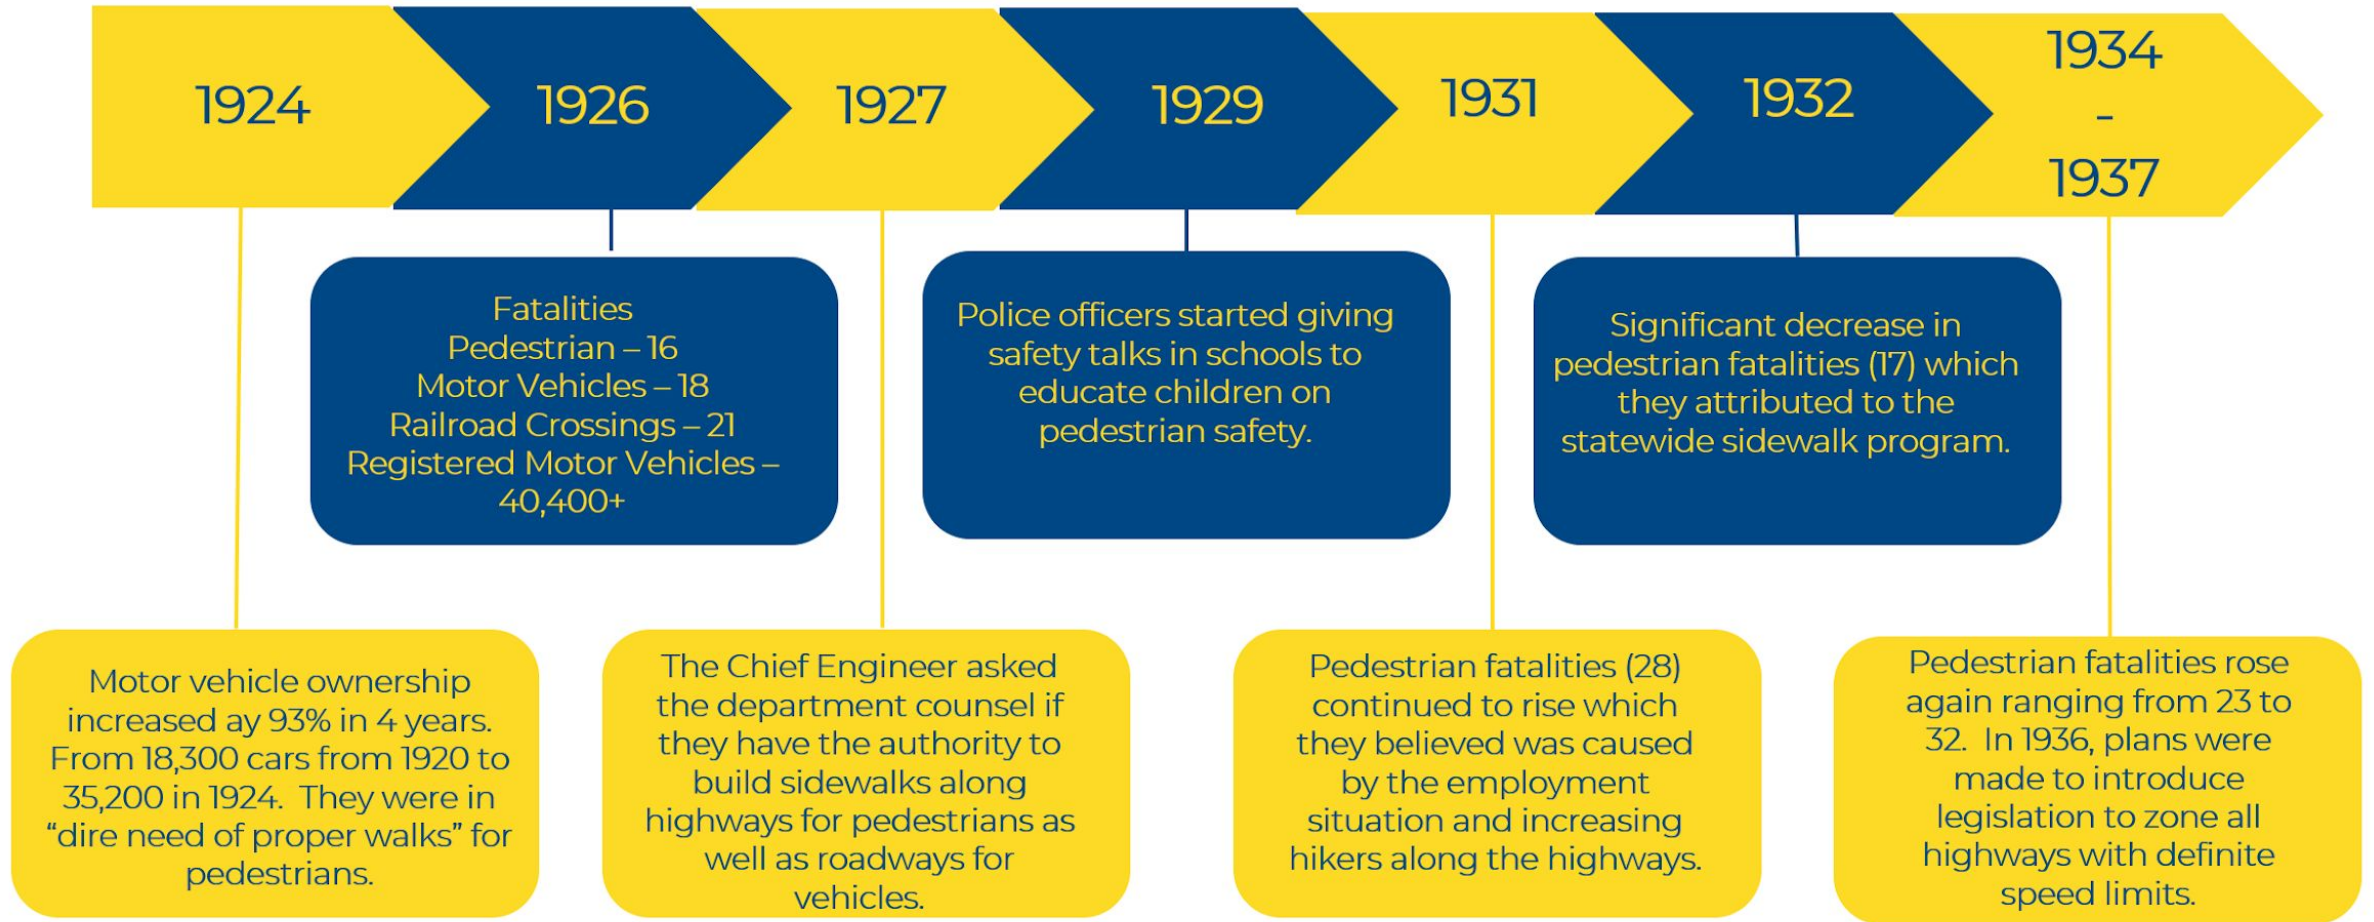 1924
1926
1927
1929
1931
1932
1934
-
1937
Fatalities
Pedestrian – 16
Motor Vehicles – 18
Railroad Crossings – 21
Registered Motor Vehicles –
40,400+
Police officers started giving
safety talks in schools to
educate children on
pedestrian safety.
Significant decrease in
pedestrian fatalities (17) which
they attributed to the
statewide sidewalk program.
Motor vehicle ownership
increased ay 93% in 4 years.
From 18,300 cars from 1920 to
35,200 in 1924.  They were in
“dire need of proper walks” for
pedestrians.
The Chief Engineer asked
the department counsel if
they have the authority to
build sidewalks along
highways for pedestrians as
well as roadways for
vehicles.
Pedestrian fatalities (28)
continued to rise which
they believed was caused
by the employment
situation and increasing
hikers along the highways.
Pedestrian fatalities rose
again ranging from 23 to
32.  In 1936, plans were
made to introduce
legislation to zone all
highways with definite
speed limits.